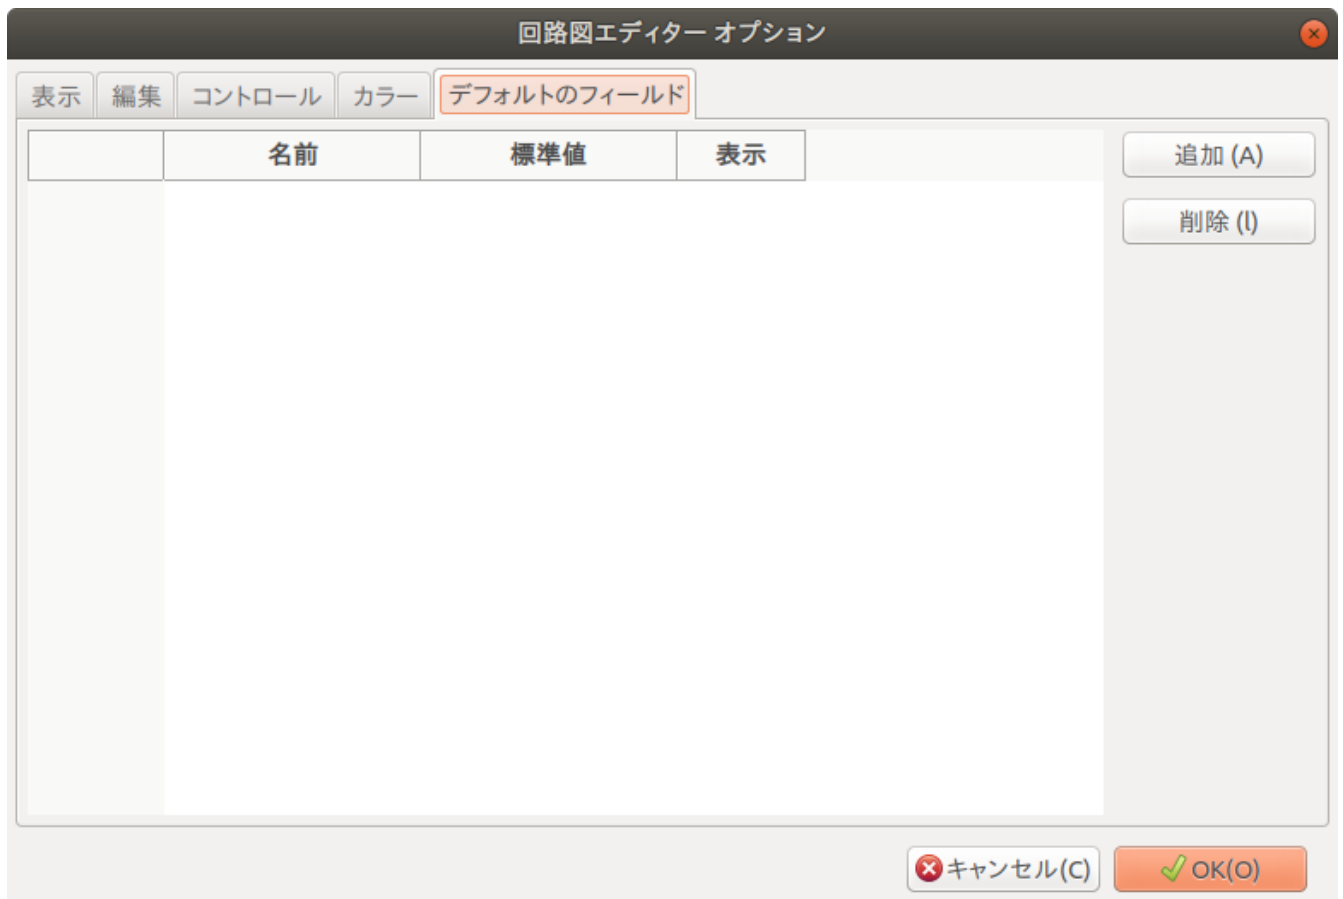 回路図エディター オプション
表示 編集 コントロール カラー デフォルトのフィールド
名前 標準値 表示 追加 (A)
削除 (l)
キャンセル(C) OK(O)